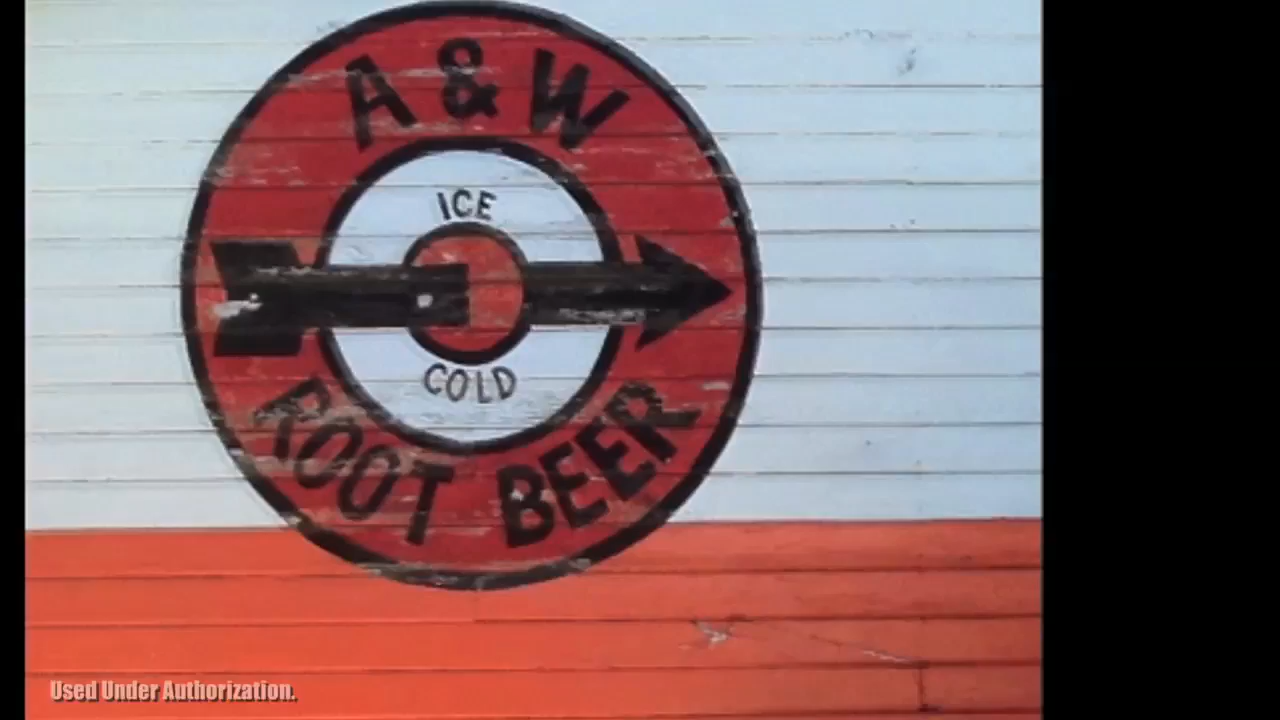 A & W
ICE
COLD
ROOT BEER
Used Under Authorization.